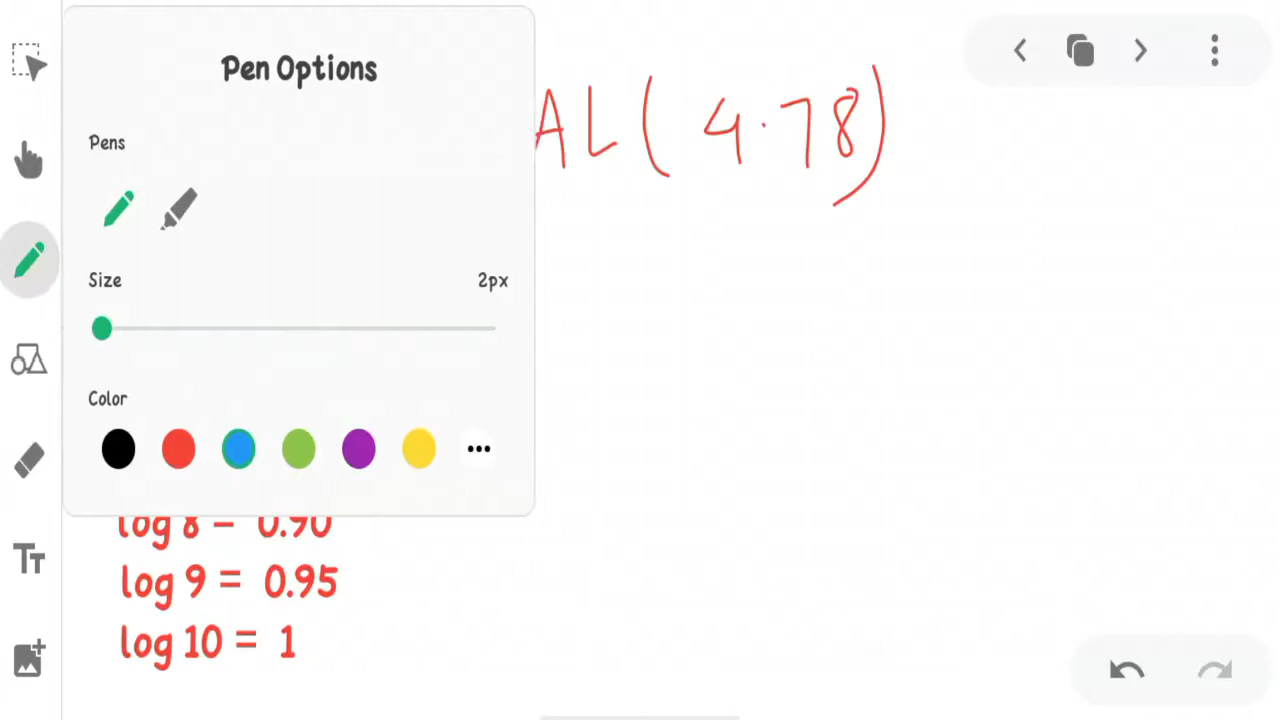 Pen Options
AL( 4.78)
Pens
Size 2px
Color
log 8 = 0.90
log 9 = 0.95
log 10 = 1